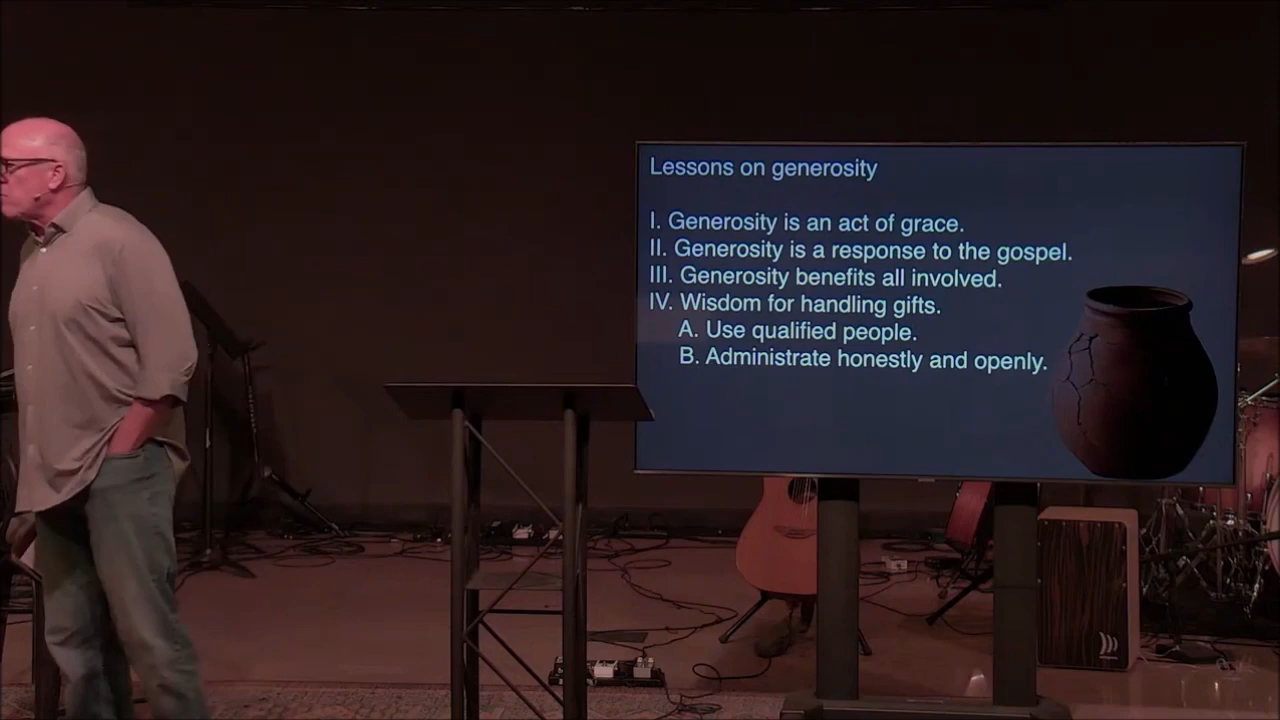 Lessons on generosity
I. Generosity is an act of grace.
II. Generosity is a response to the gospel.
III. Generosity benefits all involved.
IV. Wisdom for handling gifts.
A. Use qualified people.
B. Administrate honestly and openly.